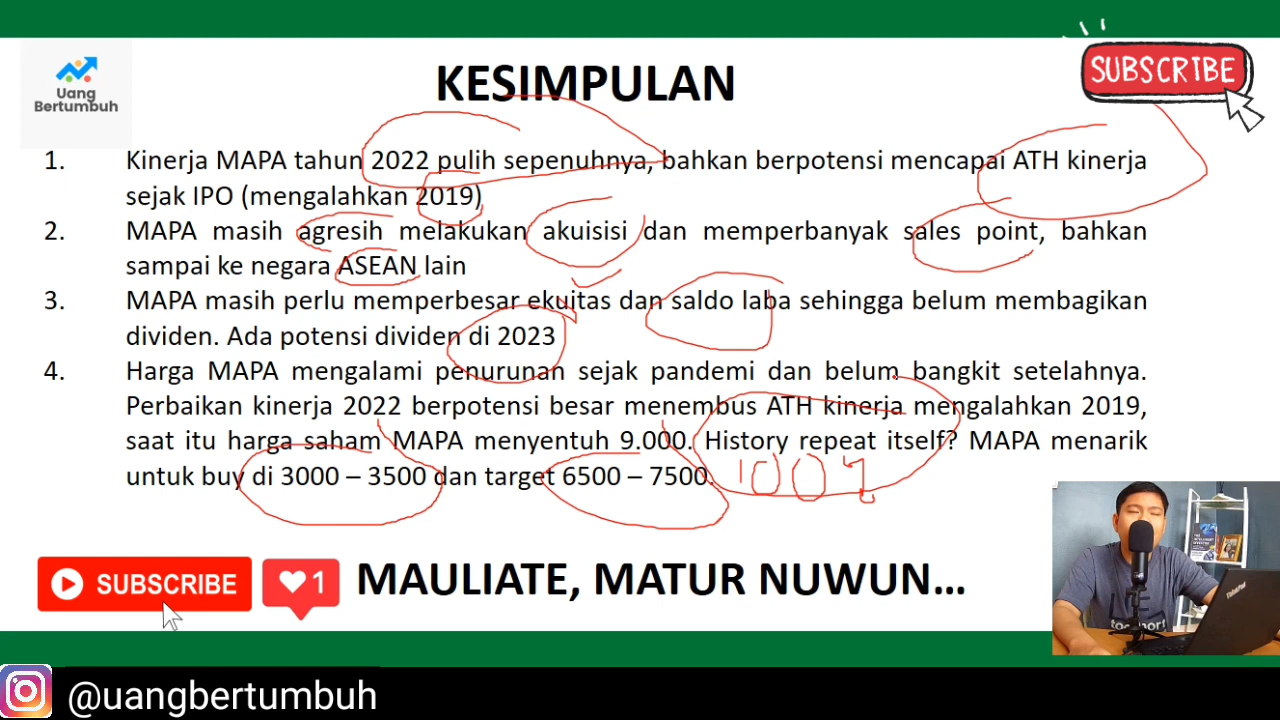 KESIMPULAN
SUBSCRIBE
Uang
Bertumbuh
1. Kinerja MAPA tahun 2022 pulih sepenuhnya, bahkan berpotensi mencapai ATH kinerja
sejak IPO (mengalahkan 2019)
2. MAPA masih agresih melakukan akuisisi dan memperbanyak sales point, bahkan
sampai ke negara ASEAN lain
3. MAPA masih perlu memperbesar ekuitas dan saldo laba sehingga belum membagikan
dividen. Ada potensi dividen di 2023
4. Harga MAPA mengalami penurunan sejak pandemi dan belum bangkit setelahnya.
Perbaikan kinerja 2022 berpotensi besar menembus ATH kinerja mengalahkan 2019,
saat itu harga saham MAPA menyentuh 9.000. History repeat itself? MAPA menarik
untuk buy di 3000 – 3500 dan target 6500 – 7500.
100%
SUBSCRIBE
1
MAULIATE, MATUR NUWUN...
ThinkPad
@uangbertumbuh